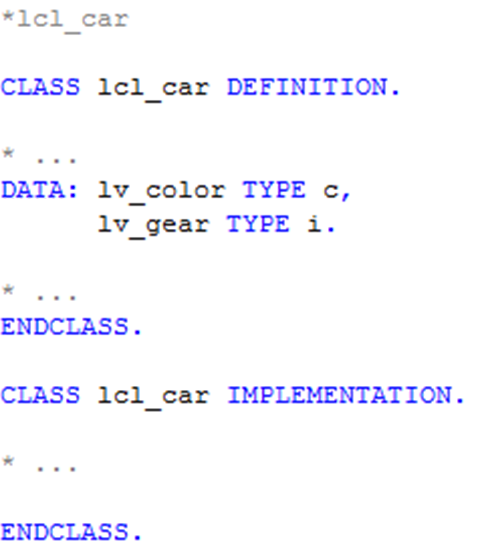 *lcl_car
CLASS lcl_car DEFINITION.
* ...
DATA: lv_color TYPE c,
lv_gear TYPE i.
* ...
ENDCLASS.
CLASS lcl_car IMPLEMENTATION.
* ...
ENDCLASS.